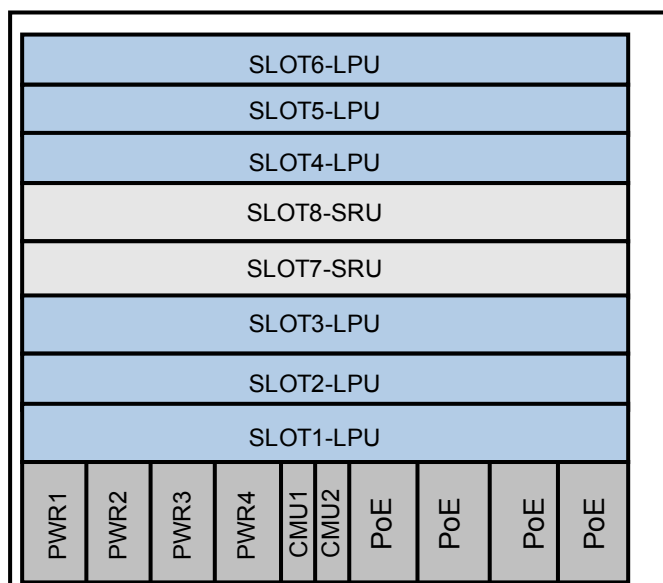 SLOT6-LPU
SLOT5-LPU
SLOT4-LPU
SLOT8-SRU
SLOT7-SRU
SLOT3-LPU
SLOT2-LPU
SLOT1-LPU
PWR1
PWR2
PWR3
PWR4
CMU1
CMU2
PoE
PoE
PoE
PoE